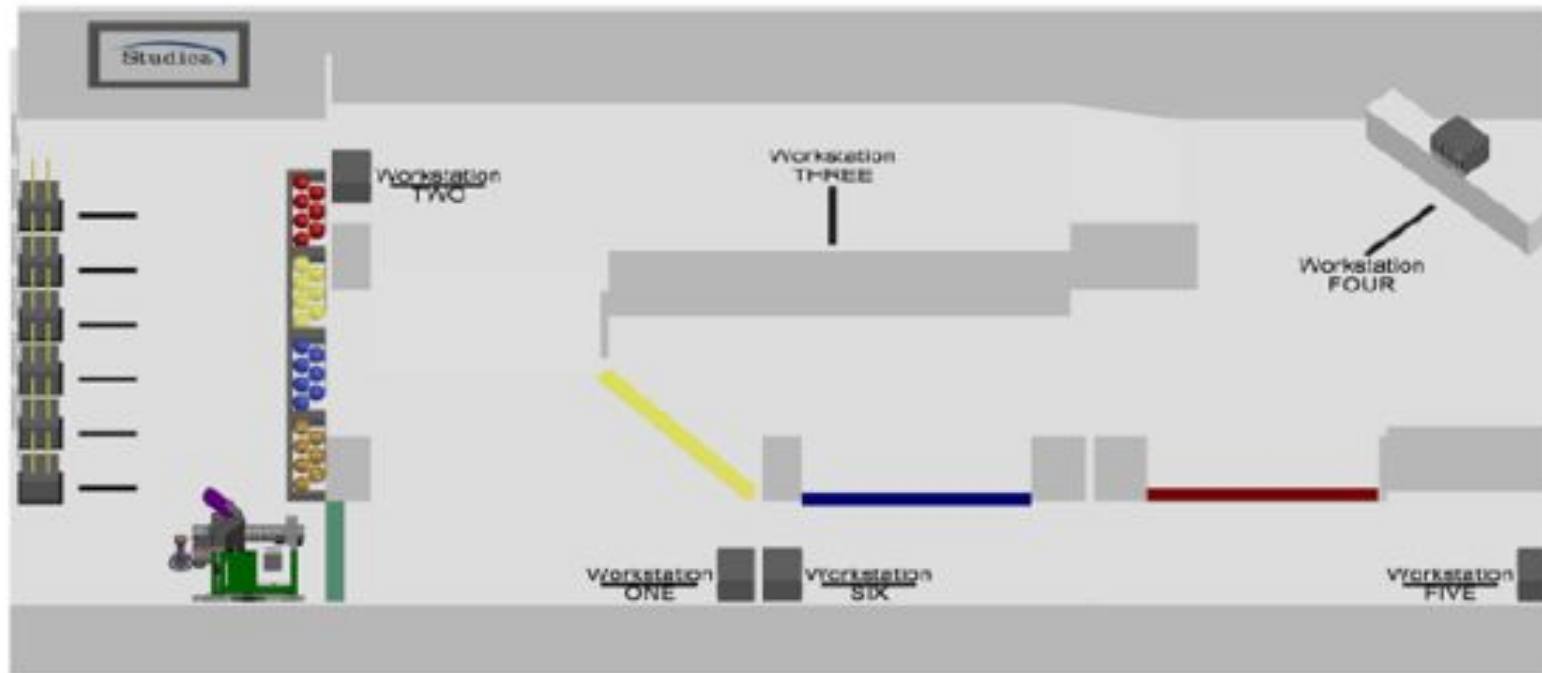 Studica
Workstation
TWO
Workstation
THREE
Workstation
FOUR
Workstation
ONE
Workstation
SIX
Workstation
FIVE